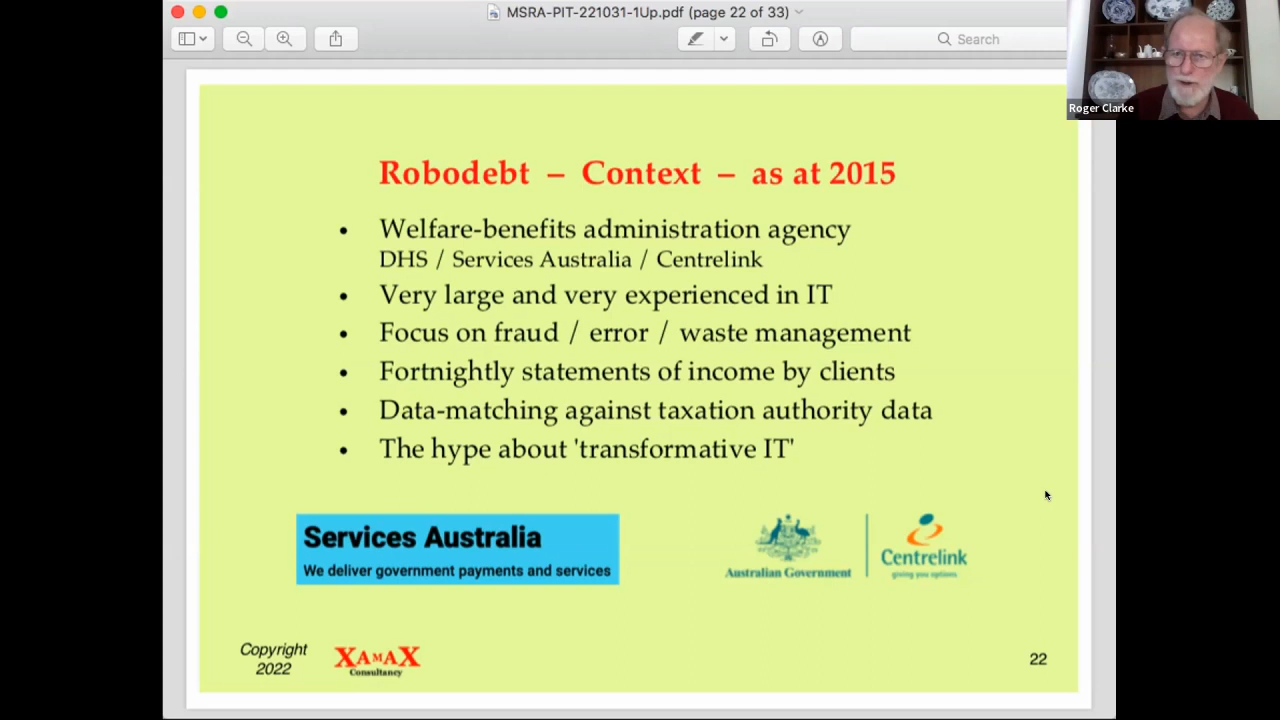 MSRA-PIT-221031-1Up.pdf (page 22 of 33)
Search
Roger Clarke
Robodebt – Context – as at 2015
• Welfare-benefits administration agency
DHS / Services Australia / Centrelink
• Very large and very experienced in IT
• Focus on fraud / error / waste management
• Fortnightly statements of income by clients
• Data-matching against taxation authority data
• The hype about 'transformative IT'
Services Australia
We deliver government payments and services
Australian Government
Centrelink
giving you options
Copyright
2022
XAMAX
Consultancy
22